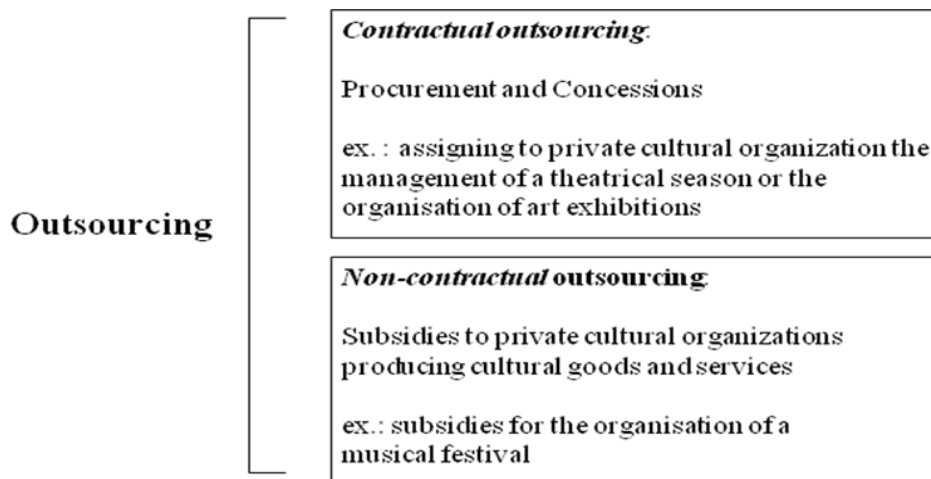 Outsourcing
Contractual outsourcing:
Procurement and Concessions
ex. : assigning to private cultural organization the
management of a theatrical season or the
organisation of art exhibitions
Non-contractual outsourcing:
Subsidies to private cultural organizations
producing cultural goods and services
ex.: subsidies for the organisation of a
musical festival